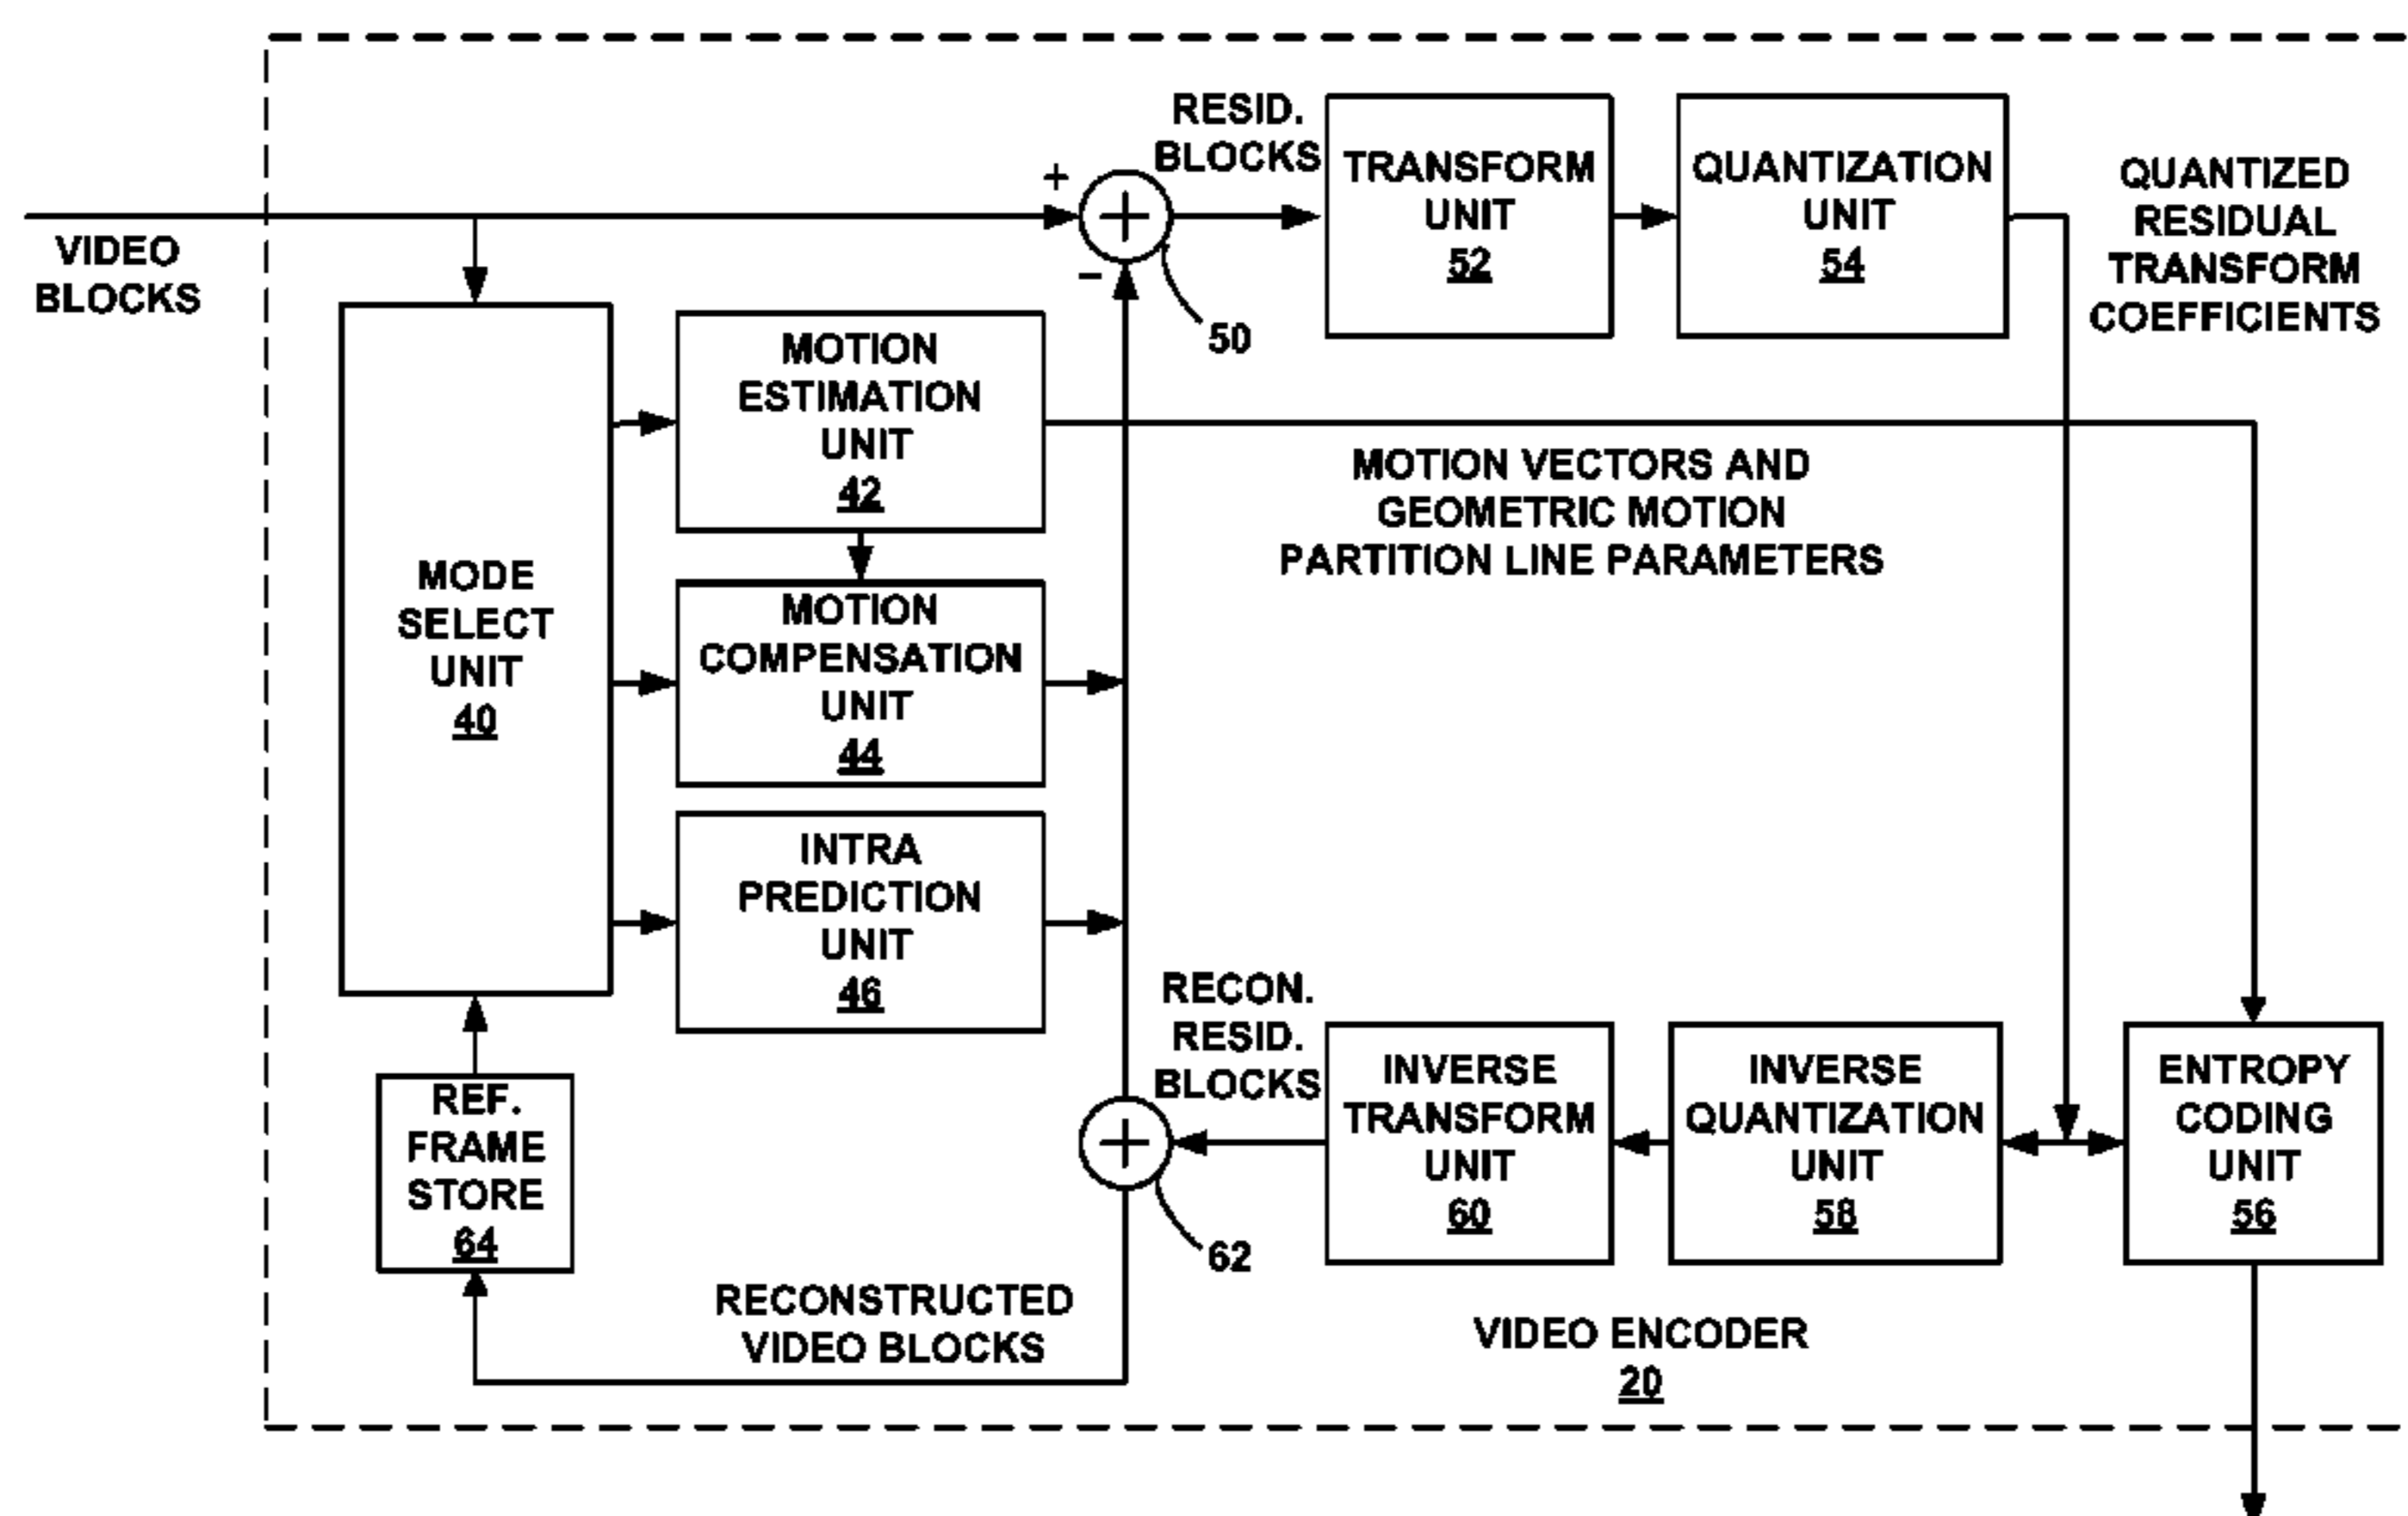 VIDEO
BLOCKS
+
-
50
RESID.
BLOCKS
TRANSFORM
UNIT
52
QUANTIZATION
UNIT
54
QUANTIZED
RESIDUAL
TRANSFORM
COEFFICIENTS
MODE
SELECT
UNIT
40
MOTION
ESTIMATION
UNIT
42
MOTION VECTORS AND
GEOMETRIC MOTION
PARTITION LINE PARAMETERS
MOTION
COMPENSATION
UNIT
44
INTRA
PREDICTION
UNIT
46
REF.
FRAME
STORE
64
RECON.
RESID.
BLOCKS
62
INVERSE
TRANSFORM
UNIT
60
INVERSE
QUANTIZATION
UNIT
58
ENTROPY
CODING
UNIT
56
RECONSTRUCTED
VIDEO BLOCKS
VIDEO ENCODER
20